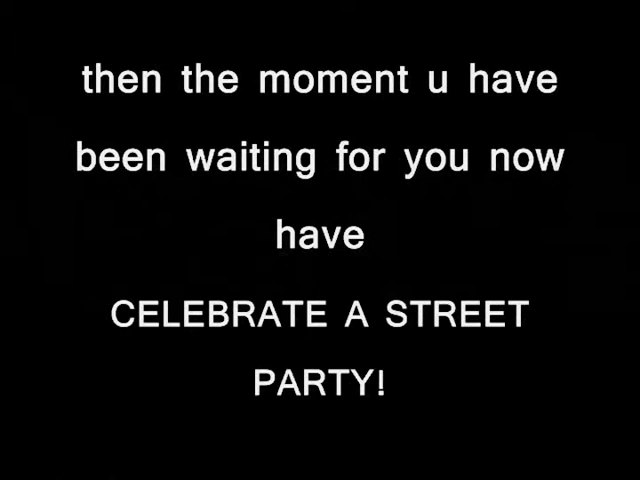 then the moment u have
been waiting for you now
have
CELEBRATE A STREET
PARTY!